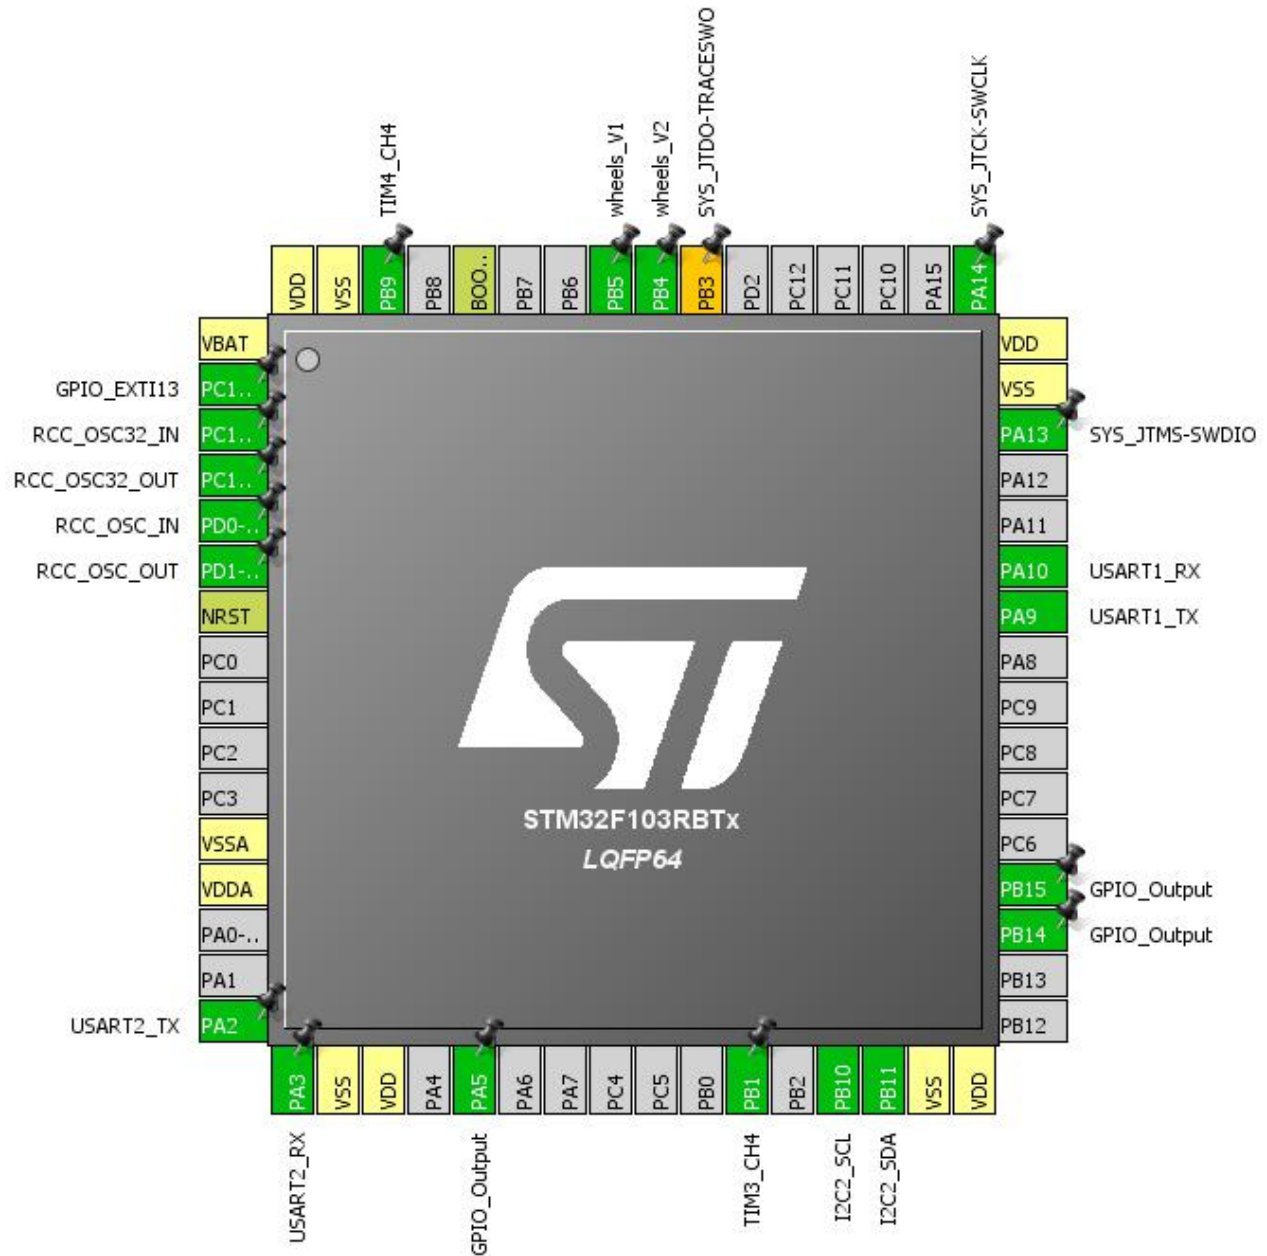 TIM4_CH4
wheels_V1
wheels_V2
SYS_JTDO-TRACESWO
SYS_JTCK-SWCLK
VDD
VSS
PB9
PB8
BOO..
PB7
PB6
PB5
PB4
PB3
PD2
PC12
PC11
PC10
PA15
PA14
VBAT
GPIO_EXTI13 PC1..
RCC_OSC32_IN PC1..
RCC_OSC32_OUT PC1..
RCC_OSC_IN PD0-..
RCC_OSC_OUT PD1-..
NRST
PC0
PC1
PC2
PC3
VSSA
VDDA
PA0-..
PA1
USART2_TX PA2
VDD
VSS
PA13 SYS_JTMS-SWDIO
PA12
PA11
PA10 USART1_RX
PA9 USART1_TX
PA8
PC9
PC8
PC7
PC6
PB15 GPIO_Output
PB14 GPIO_Output
PB13
PB12
ST
STM32F103RBTx
LQFP64
PA3
VSS
VDD
PA4
PA5
PA6
PA7
PC4
PC5
PB0
PB1
PB2
PB10
PB11
VSS
VDD
USART2_RX
GPIO_Output
TIM3_CH4
I2C2_SCL
I2C2_SDA